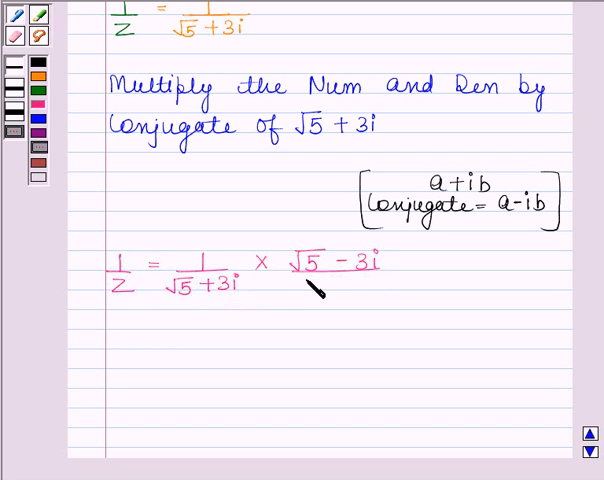 1/z = 1/(√5 + 3i)
Multiply the Num and Den by
Conjugate of √5 + 3i
a + ib
Conjugate = a - ib
1/z = 1/(√5 + 3i) × √5 - 3i